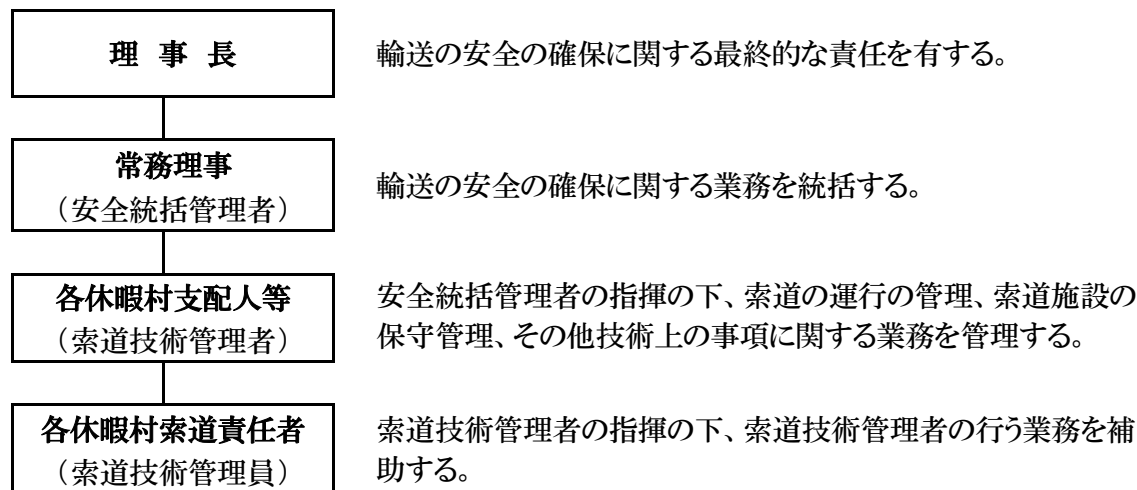 理 事 長
輸送の安全の確保に関する最終的な責任を有する。
常務理事
（安全統括管理者）
輸送の安全の確保に関する業務を統括する。
各休暇村支配人等
（索道技術管理者）
安全統括管理者の指揮の下、索道の運行の管理、索道施設の
保守管理、その他技術上の事項に関する業務を管理する。
各休暇村索道責任者
（索道技術管理員）
索道技術管理者の指揮の下、索道技術管理者の行う業務を補
助する。